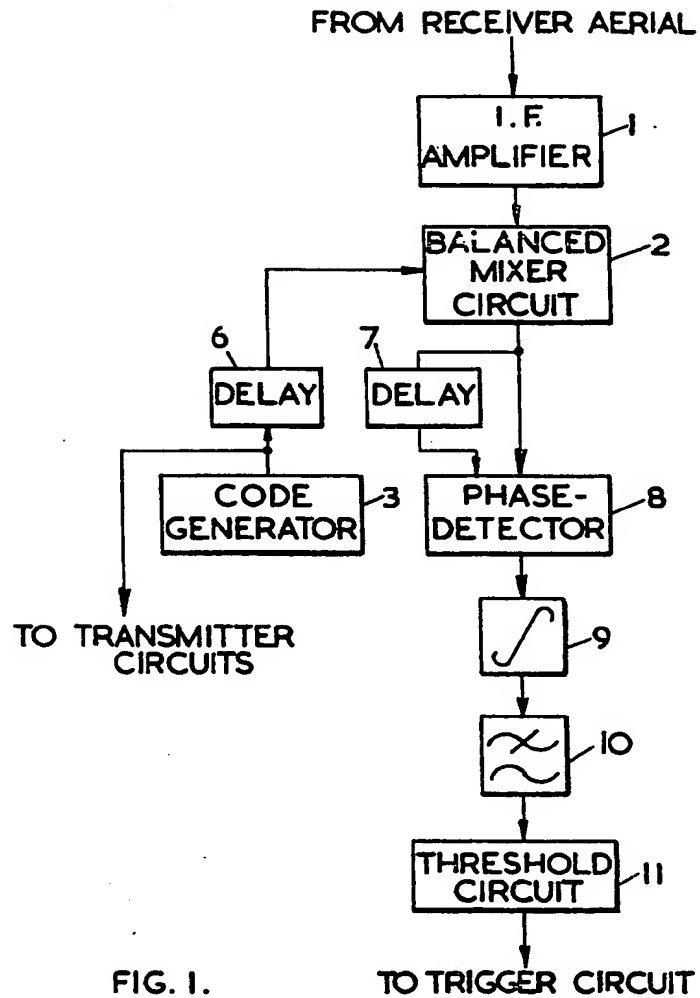 FROM RECEIVER AERIAL
I.F.
AMPLIFIER
1
BALANCED
MIXER
CIRCUIT
2
6
DELAY
7
DELAY
CODE
GENERATOR
3
PHASE-
DETECTOR
8
TO TRANSMITTER
CIRCUITS
9
10
THRESHOLD
CIRCUIT
11
FIG. 1.
TO TRIGGER CIRCUIT